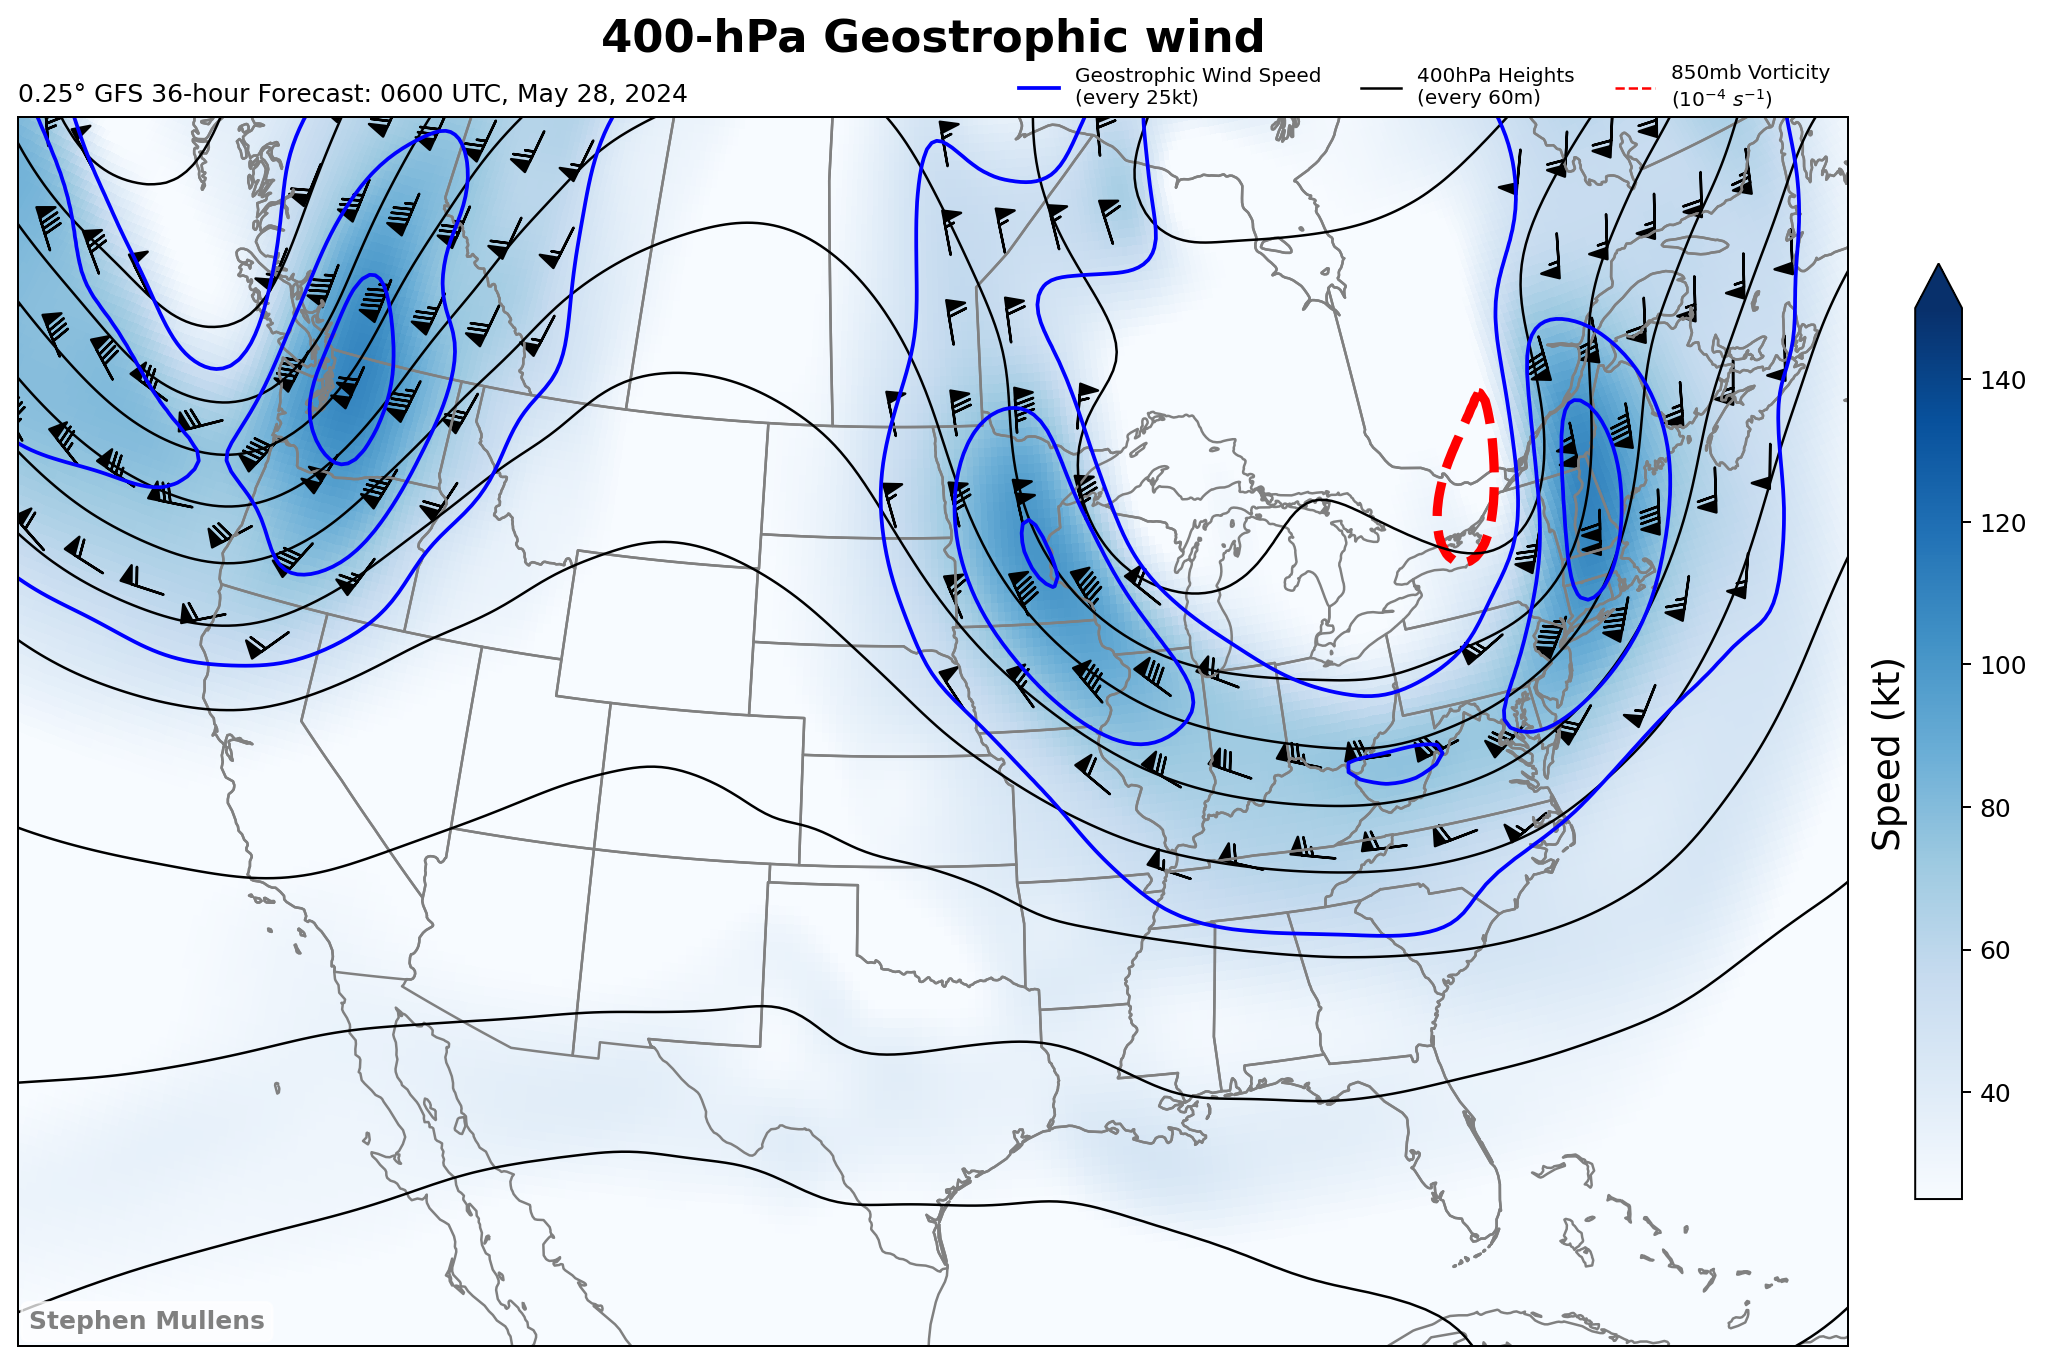 400-hPa Geostrophic wind
0.25° GFS 36-hour Forecast: 0600 UTC, May 28, 2024
Geostrophic Wind Speed
(every 25kt)
400hPa Heights
(every 60m)
850mb Vorticity
(10⁻⁴ s⁻¹)
140
120
100
80
60
40
Speed (kt)
Stephen Mullens